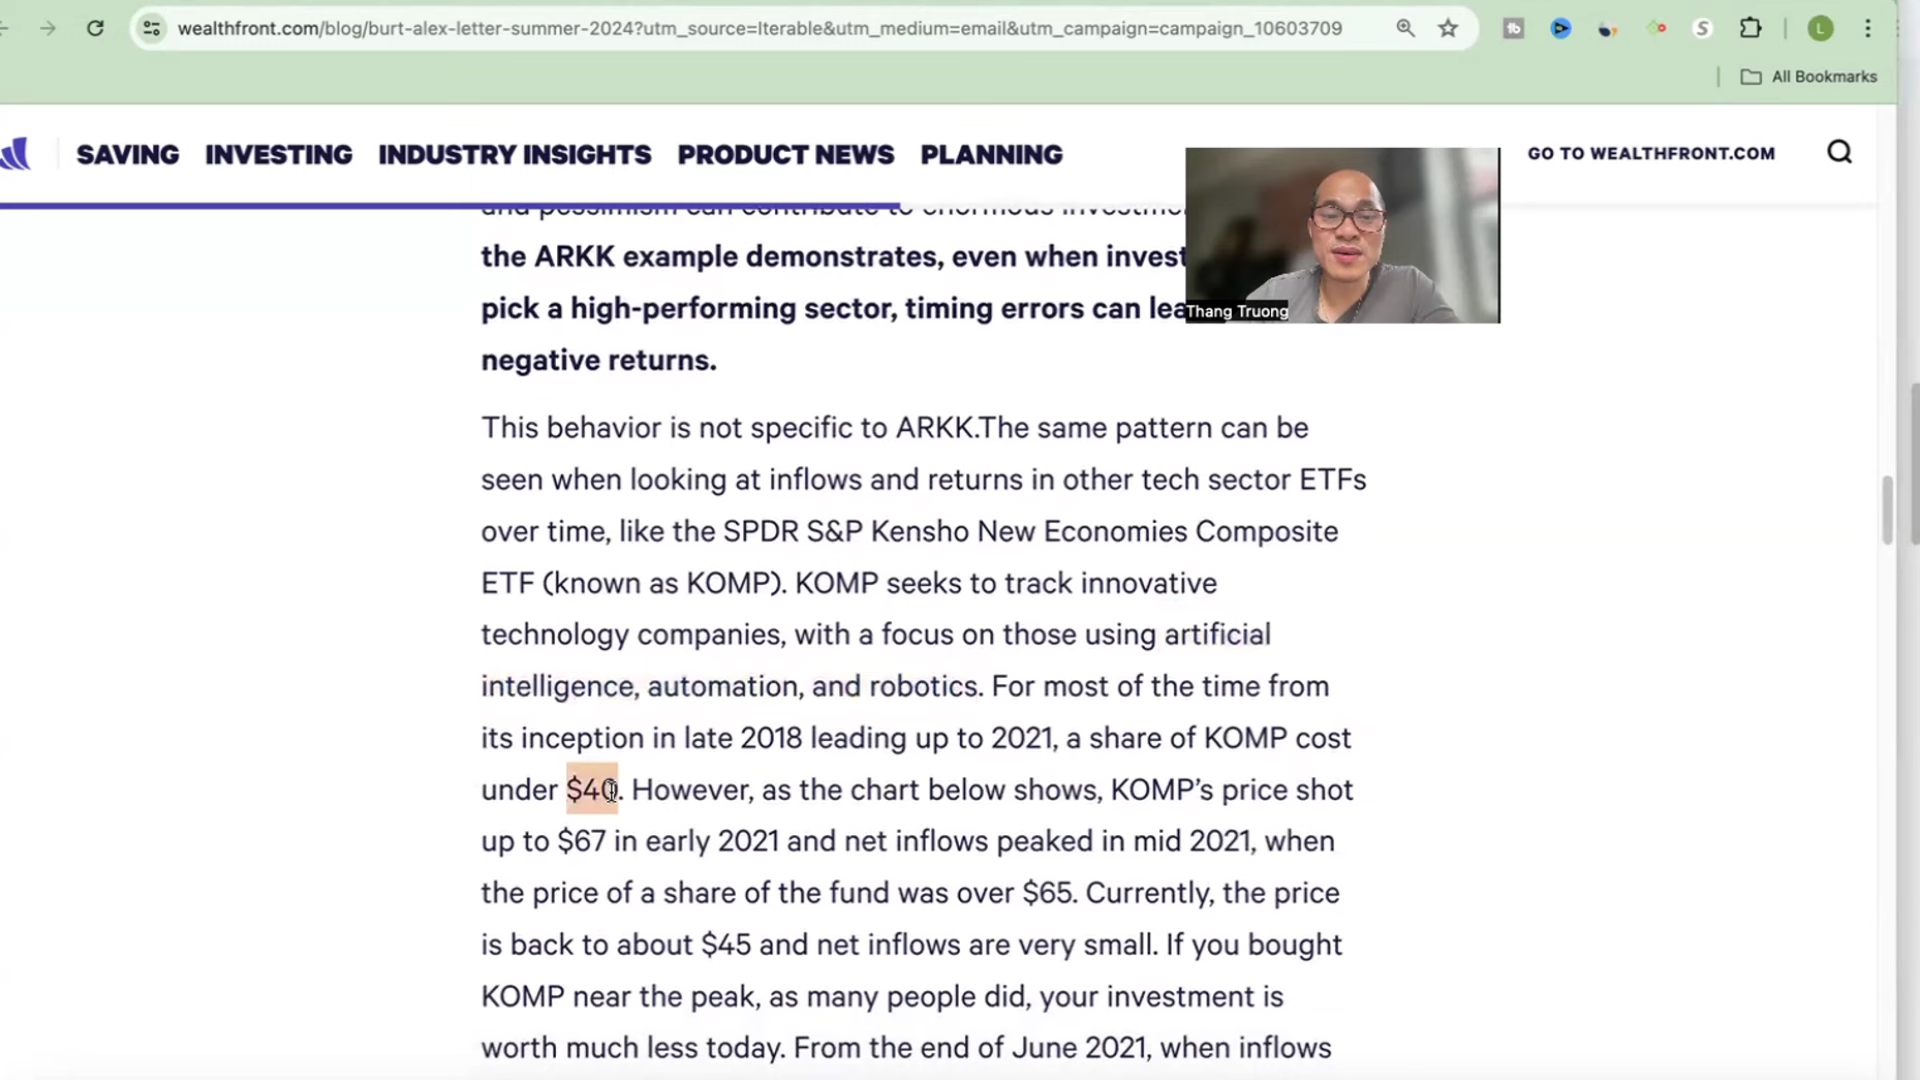 wealthfront.com/blog/burt-alex-letter-summer-2024?utm_source=Iterable&utm_medium=email&utm_campaign=campaign_10603709
tb
S
L
All Bookmarks
SAVING INVESTING INDUSTRY INSIGHTS PRODUCT NEWS PLANNING
GO TO WEALTHFRONT.COM
and pessimism can contribute to enormous investme
the ARKK example demonstrates, even when invest
pick a high-performing sector, timing errors can lea
Thang Truong
negative returns.
This behavior is not specific to ARKK.The same pattern can be
seen when looking at inflows and returns in other tech sector ETFs
over time, like the SPDR S&P Kensho New Economies Composite
ETF (known as KOMP). KOMP seeks to track innovative
technology companies, with a focus on those using artificial
intelligence, automation, and robotics. For most of the time from
its inception in late 2018 leading up to 2021, a share of KOMP cost
under $40. However, as the chart below shows, KOMP’s price shot
up to $67 in early 2021 and net inflows peaked in mid 2021, when
the price of a share of the fund was over $65. Currently, the price
is back to about $45 and net inflows are very small. If you bought
KOMP near the peak, as many people did, your investment is
worth much less today. From the end of June 2021, when inflows